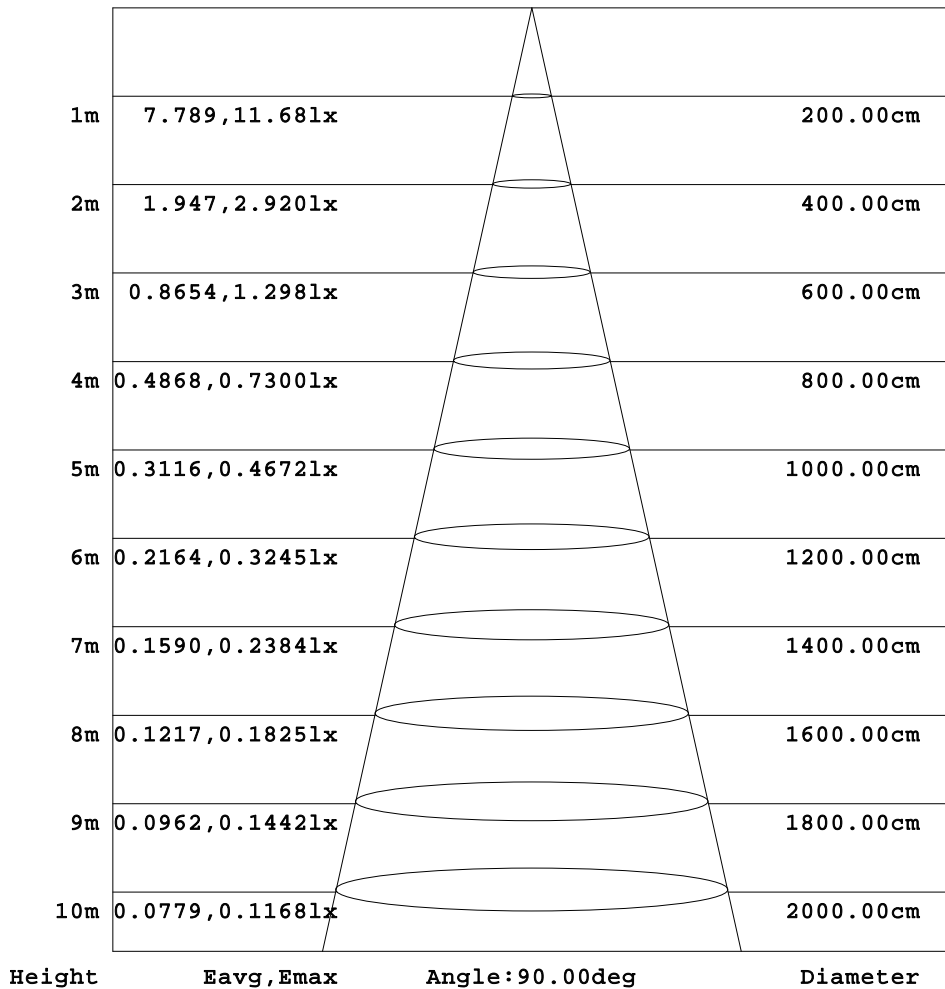 1m 7.789,11.68lx 200.00cm
2m 1.947,2.920lx 400.00cm
3m 0.8654,1.298lx 600.00cm
4m 0.4868,0.7300lx 800.00cm
5m 0.3116,0.4672lx 1000.00cm
6m 0.2164,0.3245lx 1200.00cm
7m 0.1590,0.2384lx 1400.00cm
8m 0.1217,0.1825lx 1600.00cm
9m 0.0962,0.1442lx 1800.00cm
10m 0.0779,0.1168lx 2000.00cm
Height Eavg,Emax Angle:90.00deg Diameter